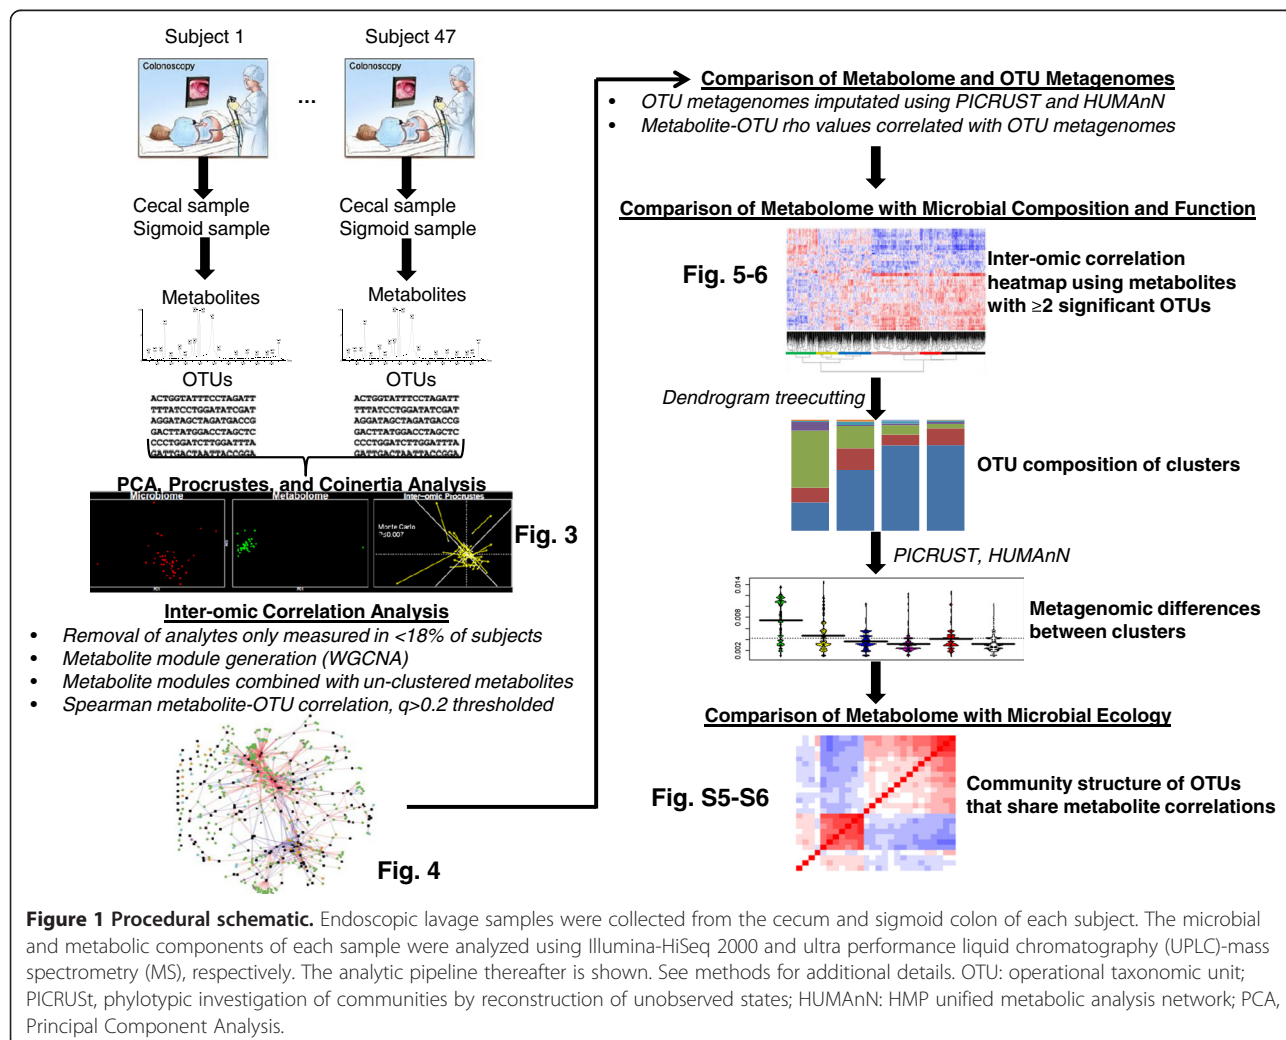 Subject 1
Subject 47
Colonoscopy
Colonoscopy
...
Cecal sample
Sigmoid sample
Cecal sample
Sigmoid sample
Metabolites
Metabolites
OTUs
OTUs
ACTGGTATTTCCTAGATT
TTTATCCTGGATATCGAT
AGGATAGCTAGATGACCG
GACTTATGGACCTAGCTC
CCCTGGATCTTGGATTTA
GATTGACTAATTACCGGA
ACTGGTATTTCCTAGATT
TTTATCCTGGATATCGAT
AGGATAGCTAGATGACCG
GACTTATGGACCTAGCTC
CCCTGGATCTTGGATTTA
GATTGACTAATTACCGGA
PCA, Procrustes, and Coinertia Analysis
Microbiome
Metabolome
Inter-omic Procrustes
Monte Carlo
P≤0.007
PC1
PC1
Fig. 3
Inter-omic Correlation Analysis
• Removal of analytes only measured in <18% of subjects
• Metabolite module generation (WGCNA)
• Metabolite modules combined with un-clustered metabolites
• Spearman metabolite-OTU correlation, q>0.2 thresholded
Fig. 4
Comparison of Metabolome and OTU Metagenomes
• OTU metagenomes imputated using PICRUST and HUMAnN
• Metabolite-OTU rho values correlated with OTU metagenomes
Comparison of Metabolome with Microbial Composition and Function
Fig. 5-6
Inter-omic correlation
heatmap using metabolites
with ≥2 significant OTUs
Dendrogram treecutting
OTU composition of clusters
PICRUST, HUMAnN
0.014
0.008
0.002
Metagenomic differences
between clusters
Comparison of Metabolome with Microbial Ecology
Fig. S5-S6
Community structure of OTUs
that share metabolite correlations
Figure 1 Procedural schematic. Endoscopic lavage samples were collected from the cecum and sigmoid colon of each subject. The microbial
and metabolic components of each sample were analyzed using Illumina-HiSeq 2000 and ultra performance liquid chromatography (UPLC)-mass
spectrometry (MS), respectively. The analytic pipeline thereafter is shown. See methods for additional details. OTU: operational taxonomic unit;
PICRUSt, phylotypic investigation of communities by reconstruction of unobserved states; HUMAnN: HMP unified metabolic analysis network; PCA,
Principal Component Analysis.